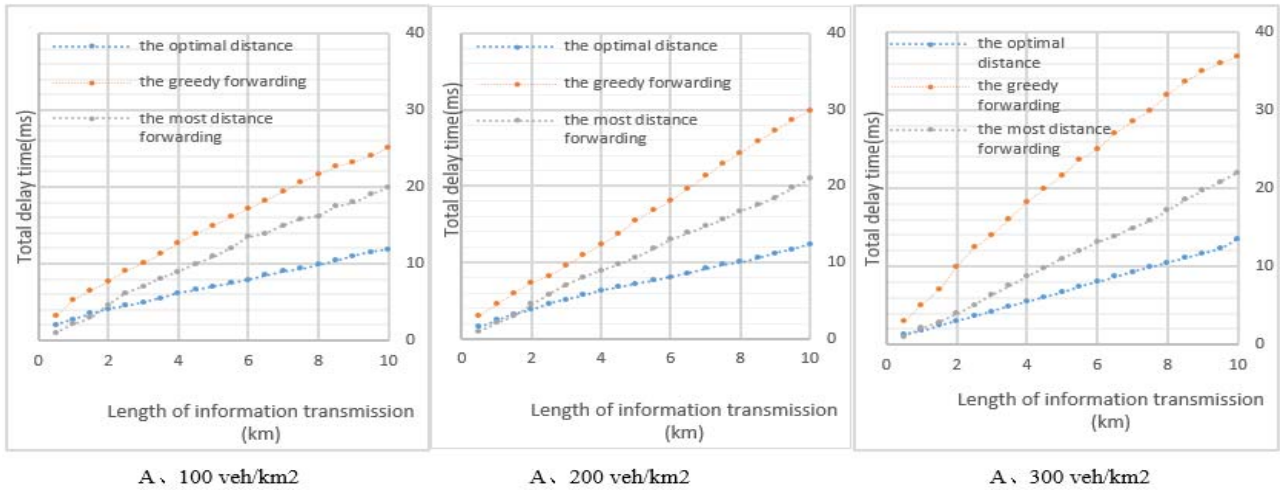 Total delay time(ms)
the optimal distance
the greedy forwarding
the most distance
forwarding
40
30
20
10
0
0
2
4
6
8
10
Length of information transmission
(km)
A、100 veh/km2
Total delay time(ms)
the optimal distance
the greedy forwarding
the most distance
forwarding
40
30
20
10
0
0
2
4
6
8
10
Length of information transmission
(km)
A、200 veh/km2
Total delay time(ms)
the optimal
distance
the greedy
forwarding
the most distance
forwarding
40
30
20
10
0
0
2
4
6
8
10
Length of information transmission
(km)
A、300 veh/km2